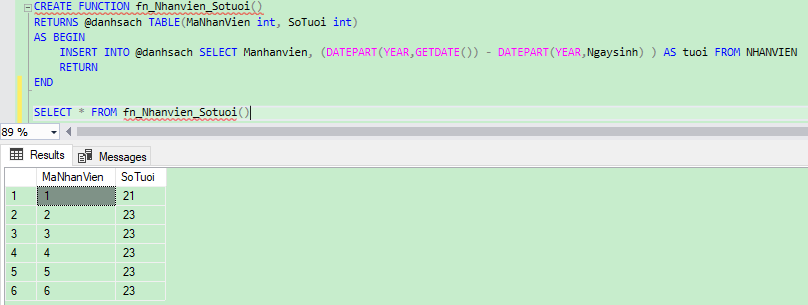 CREATE FUNCTION fn_Nhanvien_Sotuoi()
RETURNS @danhsach TABLE(MaNhanVien int, SoTuoi int)
AS BEGIN
INSERT INTO @danhsach SELECT Manhanvien, (DATEPART(YEAR,GETDATE()) - DATEPART(YEAR,Ngaysinh) ) AS tuoi FROM NHANVIEN
RETURN
END
SELECT * FROM fn_Nhanvien_Sotuoi()
89 %
Results Messages
MaNhanVien SoTuoi
1 1 21
2 2 23
3 3 23
4 4 23
5 5 23
6 6 23